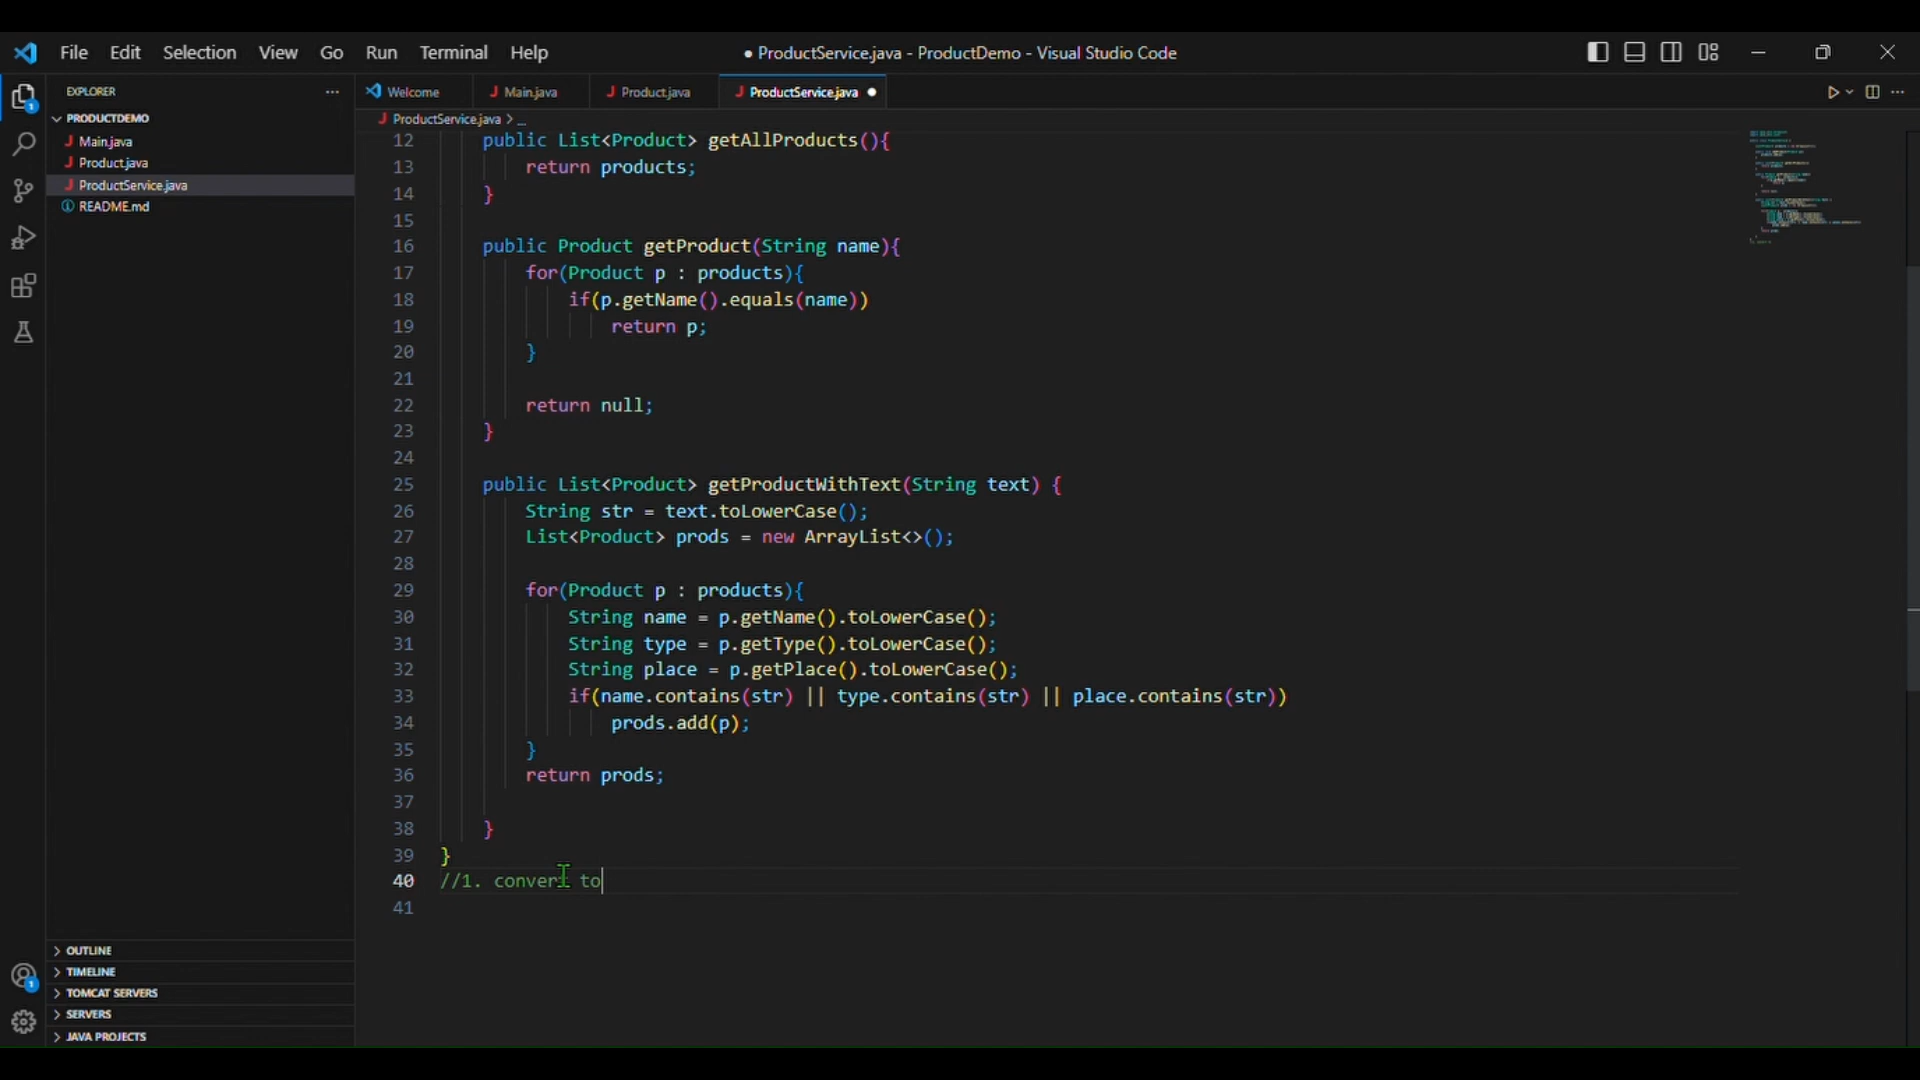 File Edit Selection View Go Run Terminal Help
● ProductService.java - ProductDemo - Visual Studio Code
EXPLORER
PRODUCTDEMO
J Main.java
J Product.java
J ProductService.java
README.md
OUTLINE
TIMELINE
TOMCAT SERVERS
SERVERS
JAVA PROJECTS
1
1
Welcome J Main.java J Product.java J ProductService.java ●
J ProductService.java > ...
12 public List<Product> getAllProducts(){
13 return products;
14 }
15
16 public Product getProduct(String name){
17 for(Product p : products){
18 if(p.getName().equals(name))
19 return p;
20 }
21
22 return null;
23 }
24
25 public List<Product> getProductWithText(String text) {
26 String str = text.toLowerCase();
27 List<Product> prods = new ArrayList<>();
28
29 for(Product p : products){
30 String name = p.getName().toLowerCase();
31 String type = p.getType().toLowerCase();
32 String place = p.getPlace().toLowerCase();
33 if(name.contains(str) || type.contains(str) || place.contains(str))
34 prods.add(p);
35 }
36 return prods;
37
38 }
39 }
40 //1. convert to
41